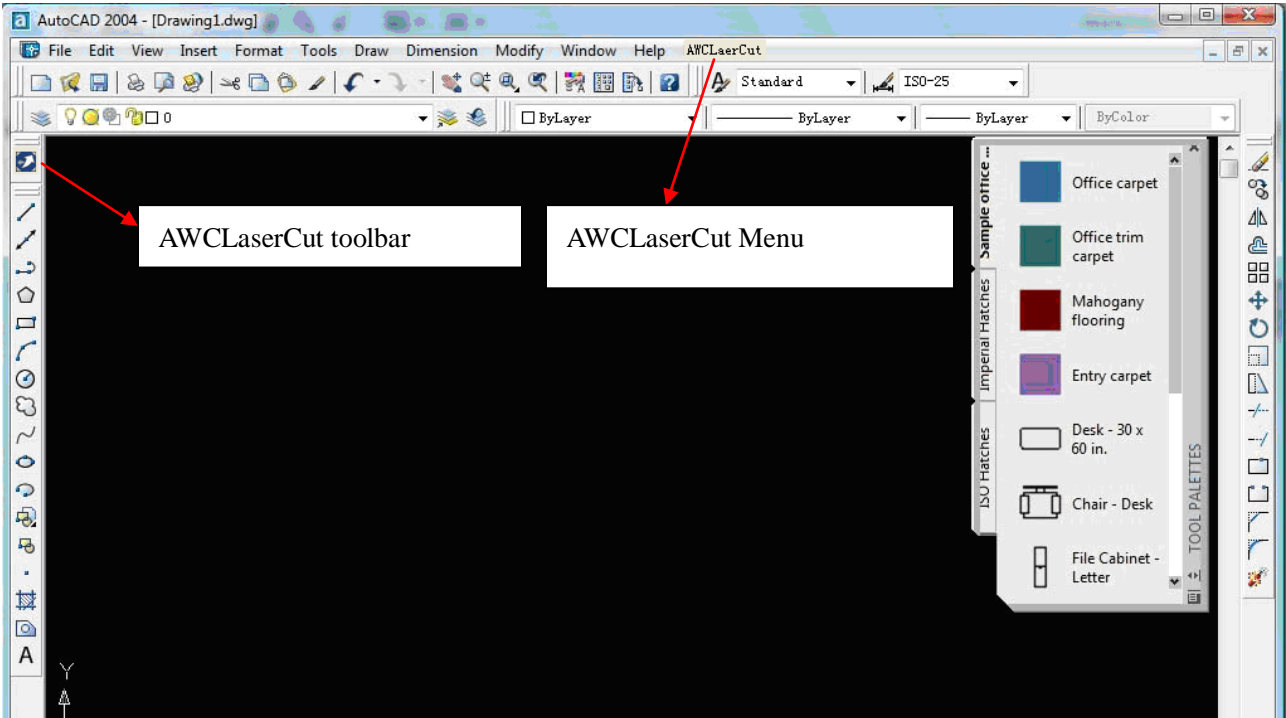 AutoCAD 2004 - [Drawing1.dwg]
File Edit View Insert Format Tools Draw Dimension Modify Window Help AWCLaerCut
Standard ISO-25
0 ByLayer ByLayer ByLayer ByColor
AWCLaserCut toolbar
AWCLaserCut Menu
Sample office ...
Imperial Hatches
ISO Hatches
Office carpet
Office trim
carpet
Mahogany
flooring
Entry carpet
Desk - 30 x
60 in.
Chair - Desk
File Cabinet -
Letter
TOOL PALETTES
A
Y